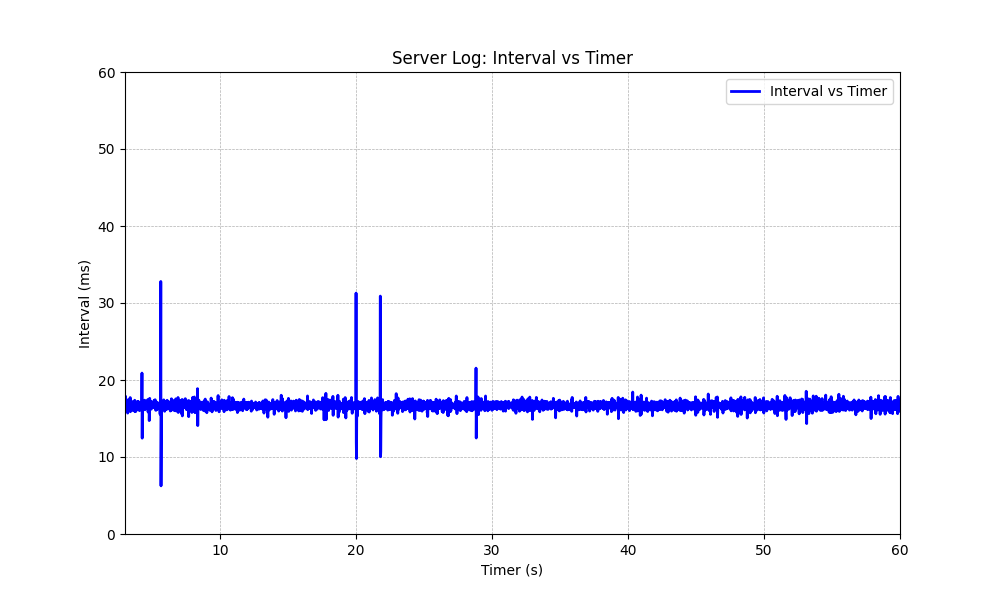 Server Log: Interval vs Timer
Interval vs Timer
60
50
40
30
20
10
0
Interval (ms)
10 20 30 40 50 60
Timer (s)